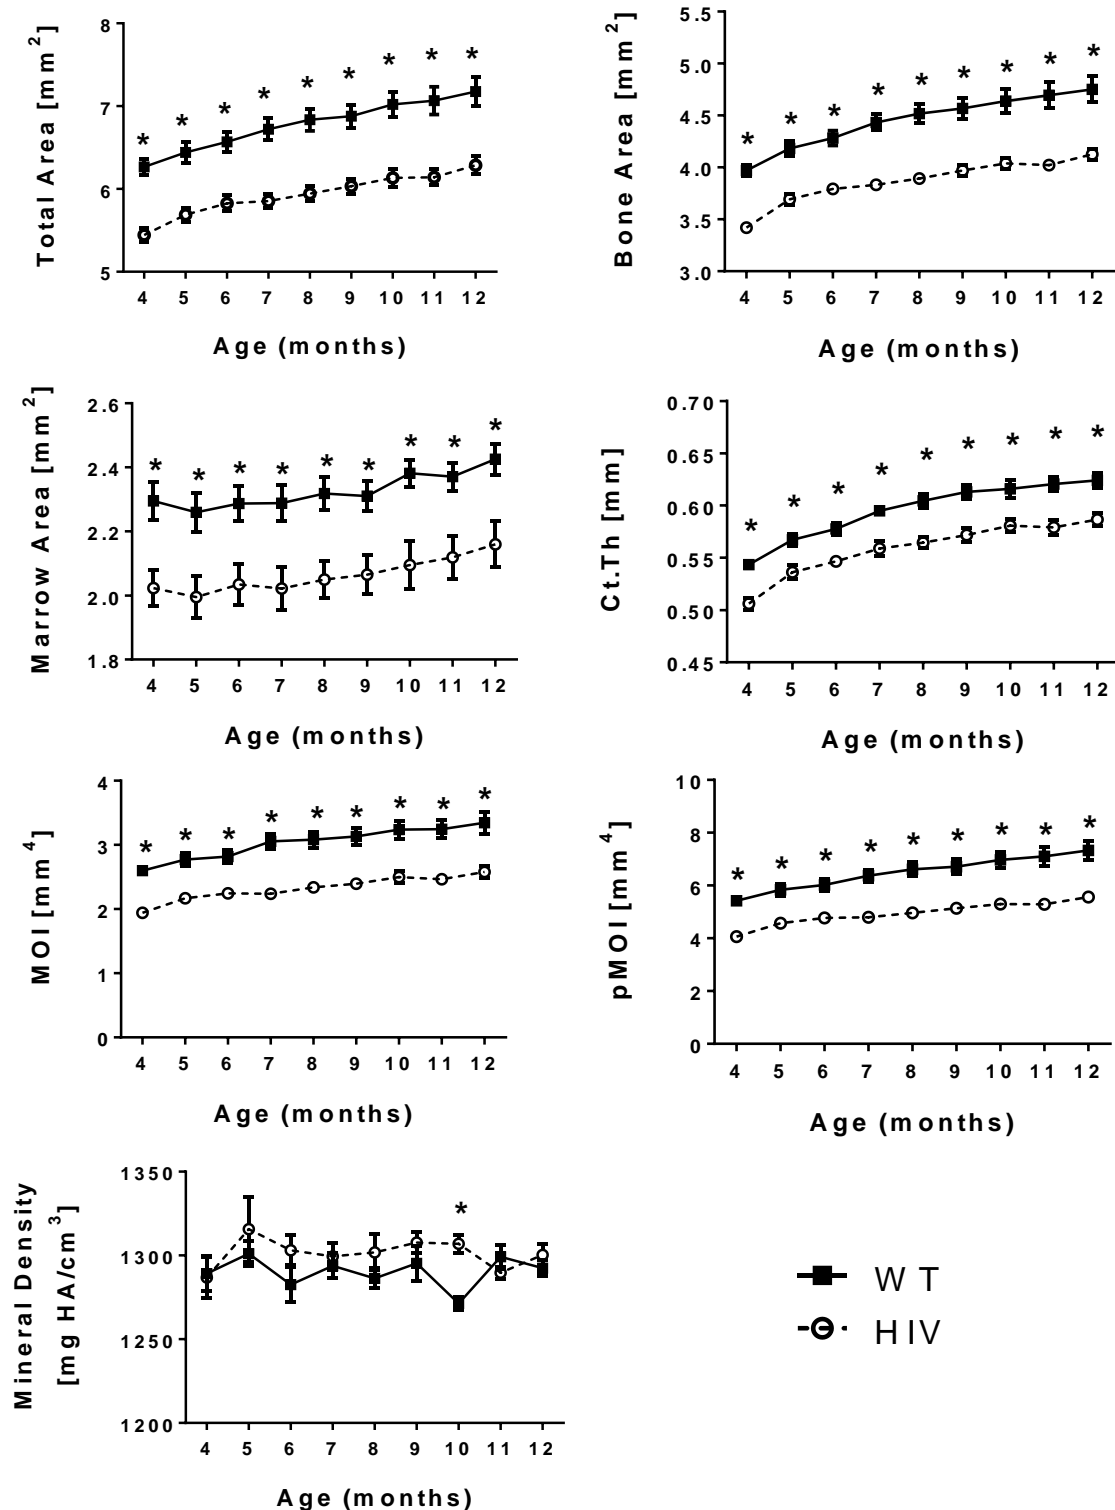 Total Area [mm2]
8
7
6
5
* * * * * * * * *
4 5 6 7 8 9 10 11 12
Age (months)
Bone Area [mm2]
5.5
5.0
4.5
4.0
3.5
3.0
* * * * * * * * *
4 5 6 7 8 9 10 11 12
Age (months)
Marrow Area [mm2]
2.6
2.4
2.2
2.0
1.8
* * * * * * * * *
4 5 6 7 8 9 10 11 12
Age (months)
Ct.Th [mm]
0.70
0.65
0.60
0.55
0.50
0.45
* * * * * * * * *
4 5 6 7 8 9 10 11 12
Age (months)
MOI [mm4]
4
3
2
1
0
* * * * * * * * *
4 5 6 7 8 9 10 11 12
Age (months)
pMOI [mm4]
10
8
6
4
2
0
* * * * * * * * *
4 5 6 7 8 9 10 11 12
Age (months)
Mineral Density
[mg HA/cm3]
1350
1300
1250
1200
*
4 5 6 7 8 9 10 11 12
Age (months)
WT
HIV